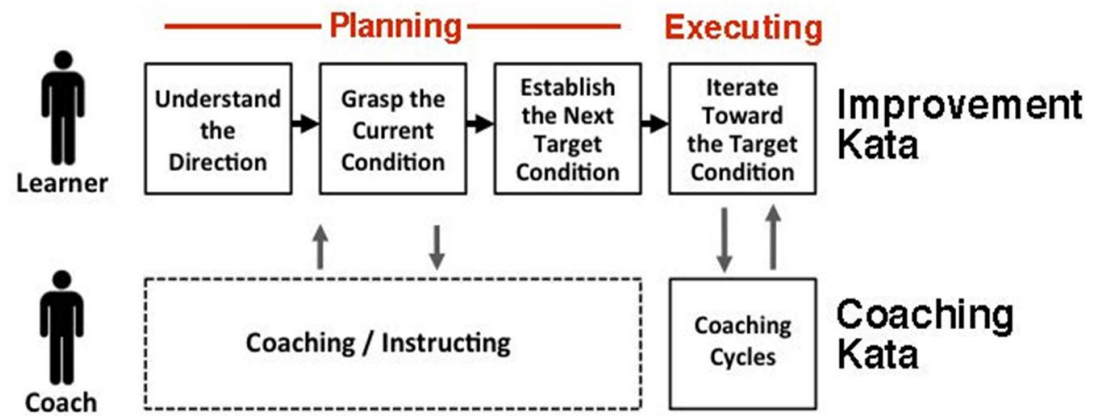 Planning
Executing
Understand
the
Direction
Grasp the
Current
Condition
Establish
the Next
Target
Condition
Iterate
Toward
the Target
Condition
Improvement
Kata
Learner
Coaching / Instructing
Coaching
Cycles
Coaching
Kata
Coach